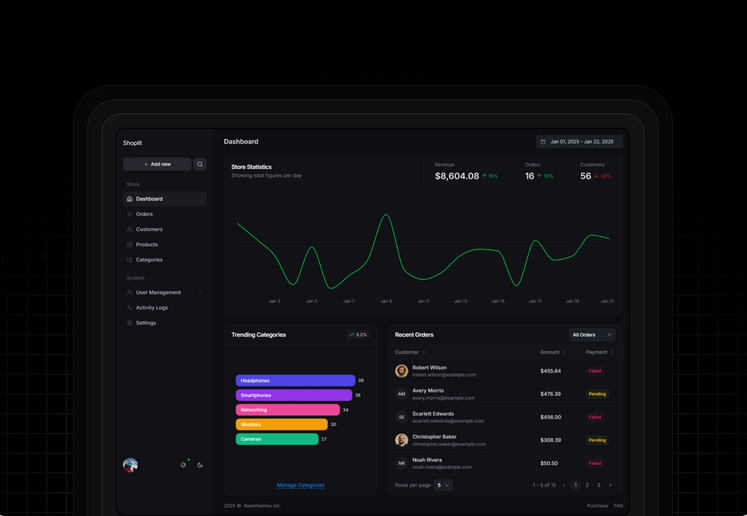 Shoplit
Dashboard
Jan 01, 2025 - Jan 22, 2025
+ Add new
Store
Dashboard
Orders
Customers
Products
Categories
System
User Management
Activity Logs
Settings
Store Statistics
Showing total figures per day
Revenue
$8,604.08 ↑ 15%
Orders
16 ↑ 10%
Customers
56 ↓ 23%
Jan 3 Jan 5 Jan 7 Jan 9 Jan 11 Jan 13 Jan 15 Jan 17 Jan 19 Jan 21
Trending Categories
5.2%
Headphones 39
Smartphones 38
Networking 34
Monitors 30
Cameras 27
Manage Categories
Recent Orders
All Orders
Customer Amount Payment
Robert Wilson
robert.wilson@example.com
$455.64 Failed
AM
Avery Morris
avery.morris@example.com
$476.39 Pending
SE
Scarlett Edwards
scarlett.edwards@example.com
$456.00 Failed
Christopher Baker
christopher.baker@example.com
$306.39 Pending
NR
Noah Rivera
noah.rivera@example.com
$50.50 Failed
Rows per page 5
1 - 5 of 15 1 2 3
2025 © Keenthemes Inc.
Purchase FAQ